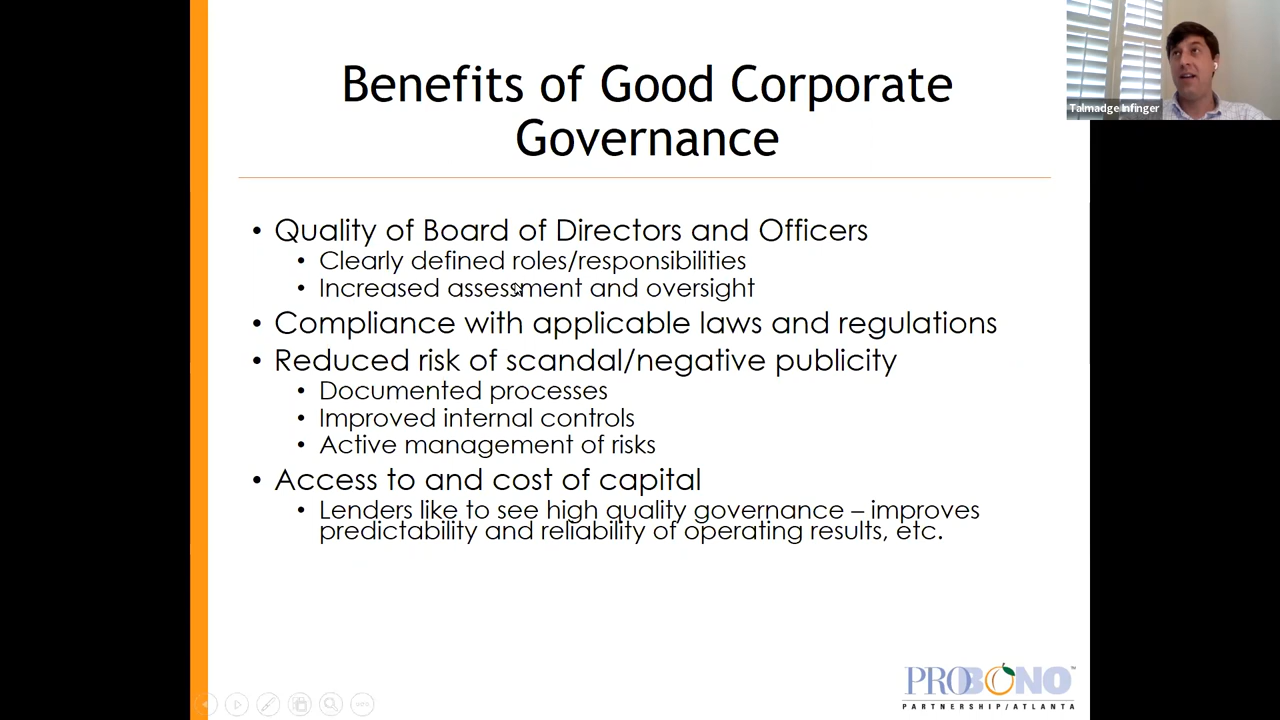 Benefits of Good Corporate
Governance
Talmadge Infinger
• Quality of Board of Directors and Officers
• Clearly defined roles/responsibilities
• Increased assessment and oversight
• Compliance with applicable laws and regulations
• Reduced risk of scandal/negative publicity
• Documented processes
• Improved internal controls
• Active management of risks
• Access to and cost of capital
• Lenders like to see high quality governance – improves
predictability and reliability of operating results, etc.
PROBONO™
PARTNERSHIP/ATLANTA